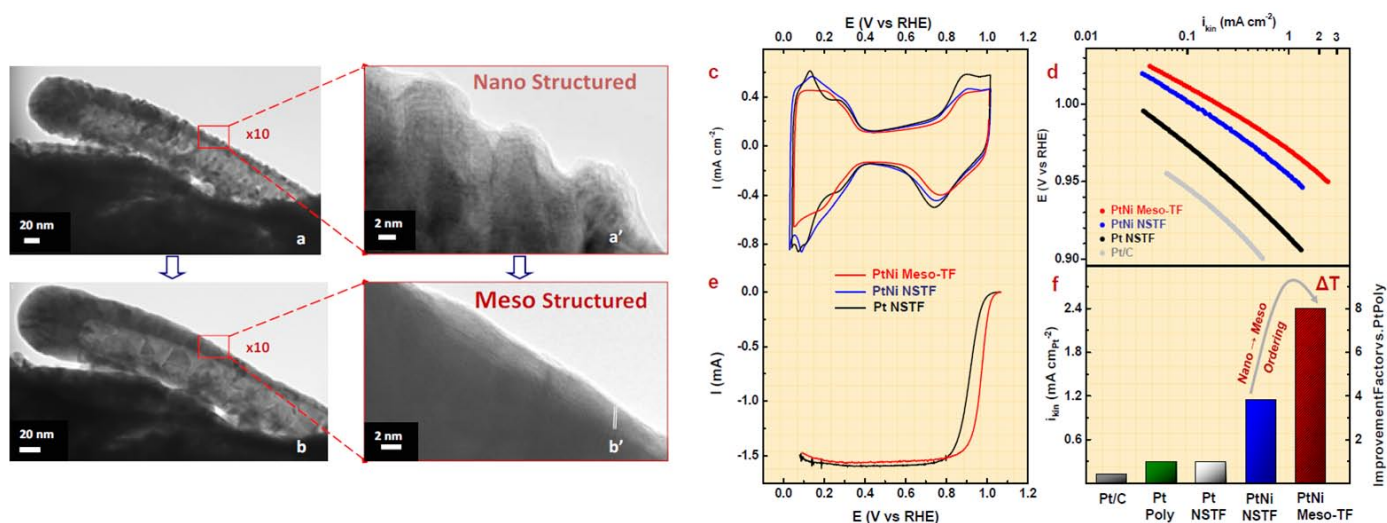 Nano Structured
x10
20 nm
a
2 nm
a'
Meso Structured
x10
20 nm
b
2 nm
b'
E (V vs RHE)
0.0 0.2 0.4 0.6 0.8 1.0
c
0.4
0.0
-0.4
-0.8
I (mA cm-2)
PtNi Meso-TF
PtNi NSTF
Pt NSTF
e
0.0
-0.5
-1.0
-1.5
I (mA)
0.0 0.2 0.4 0.6 0.8 1.0 1.2
E (V vs RHE)
ikin (mA cm-2)
0.01 0.1 1 2 3
d
1.00
0.95
0.90
E (V vs RHE)
PtNi Meso-TF
PtNi NSTF
Pt NSTF
Pt/C
f
ΔT
Nano → Meso
Ordering
2.4
1.8
1.2
0.6
ikin (mA cmPt-2)
8
6
4
2
ImprovementFactorvs.PtPoly
Pt/C
Pt
Poly
Pt
NSTF
PtNi
NSTF
PtNi
Meso-TF